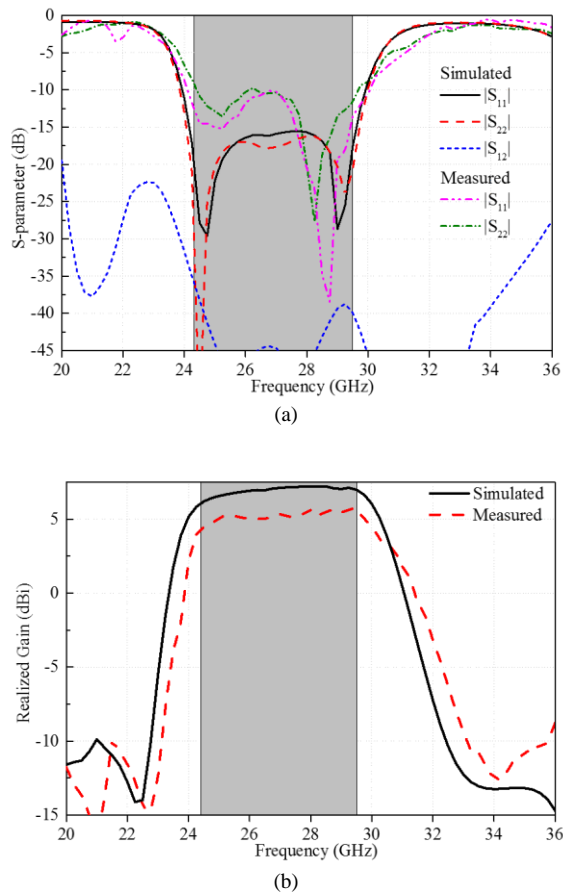 0
-5
-10
-15
-20
-25
-30
-35
-40
-45
S-parameter (dB)
Simulated
|S11|
|S22|
|S12|
Measured
|S11|
|S22|
20 22 24 26 28 30 32 34 36
Frequency (GHz)
(a)
5
0
-5
-10
-15
Realized Gain (dBi)
Simulated
Measured
20 22 24 26 28 30 32 34 36
Frequency (GHz)
(b)